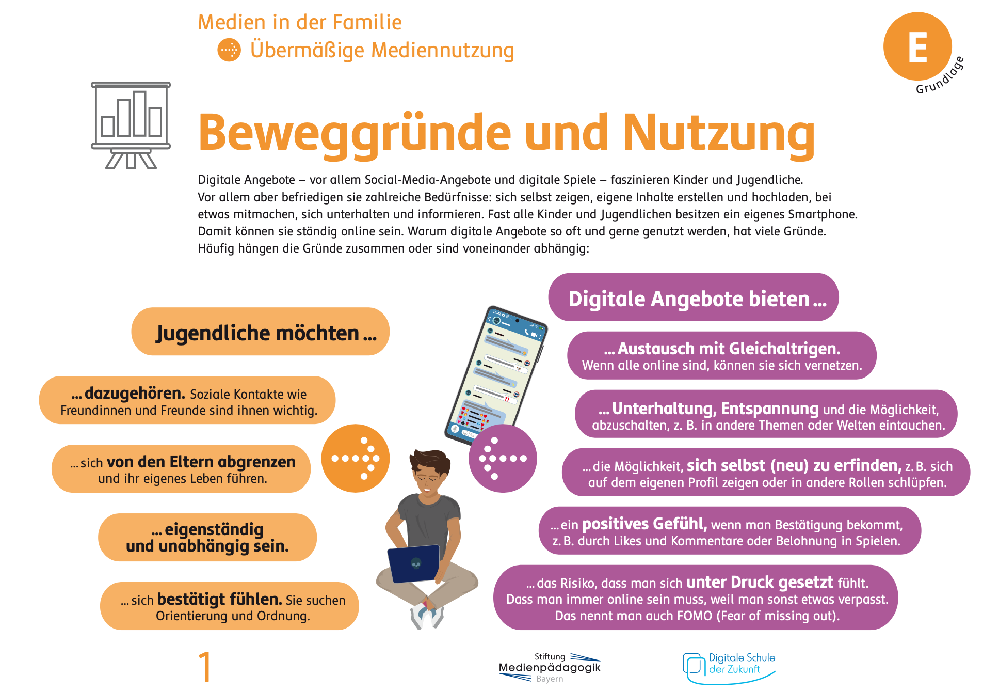 Medien in der Familie
Übermäßige Mediennutzung
E
Grundlage
Beweggründe und Nutzung
Digitale Angebote – vor allem Social-Media-Angebote und digitale Spiele – faszinieren Kinder und Jugendliche.
Vor allem aber befriedigen sie zahlreiche Bedürfnisse: sich selbst zeigen, eigene Inhalte erstellen und hochladen, bei
etwas mitmachen, sich unterhalten und informieren. Fast alle Kinder und Jugendlichen besitzen ein eigenes Smartphone.
Damit können sie ständig online sein. Warum digitale Angebote so oft und gerne genutzt werden, hat viele Gründe.
Häufig hängen die Gründe zusammen oder sind voneinander abhängig:
Jugendliche möchten ...
... dazugehören. Soziale Kontakte wie
Freundinnen und Freunde sind ihnen wichtig.
... sich von den Eltern abgrenzen
und ihr eigenes Leben führen.
... eigenständig
und unabhängig sein.
... sich bestätigt fühlen. Sie suchen
Orientierung und Ordnung.
10:42
?!
Aa
Digitale Angebote bieten ...
... Austausch mit Gleichaltrigen.
Wenn alle online sind, können sie sich vernetzen.
... Unterhaltung, Entspannung und die Möglichkeit,
abzuschalten, z. B. in andere Themen oder Welten eintauchen.
... die Möglichkeit, sich selbst (neu) zu erfinden, z. B. sich
auf dem eigenen Profil zeigen oder in andere Rollen schlüpfen.
... ein positives Gefühl, wenn man Bestätigung bekommt,
z. B. durch Likes und Kommentare oder Belohnung in Spielen.
... das Risiko, dass man sich unter Druck gesetzt fühlt.
Dass man immer online sein muss, weil man sonst etwas verpasst.
Das nennt man auch FOMO (Fear of missing out).
1
Stiftung
Medienpädagogik
Bayern
Digitale Schule
der Zukunft